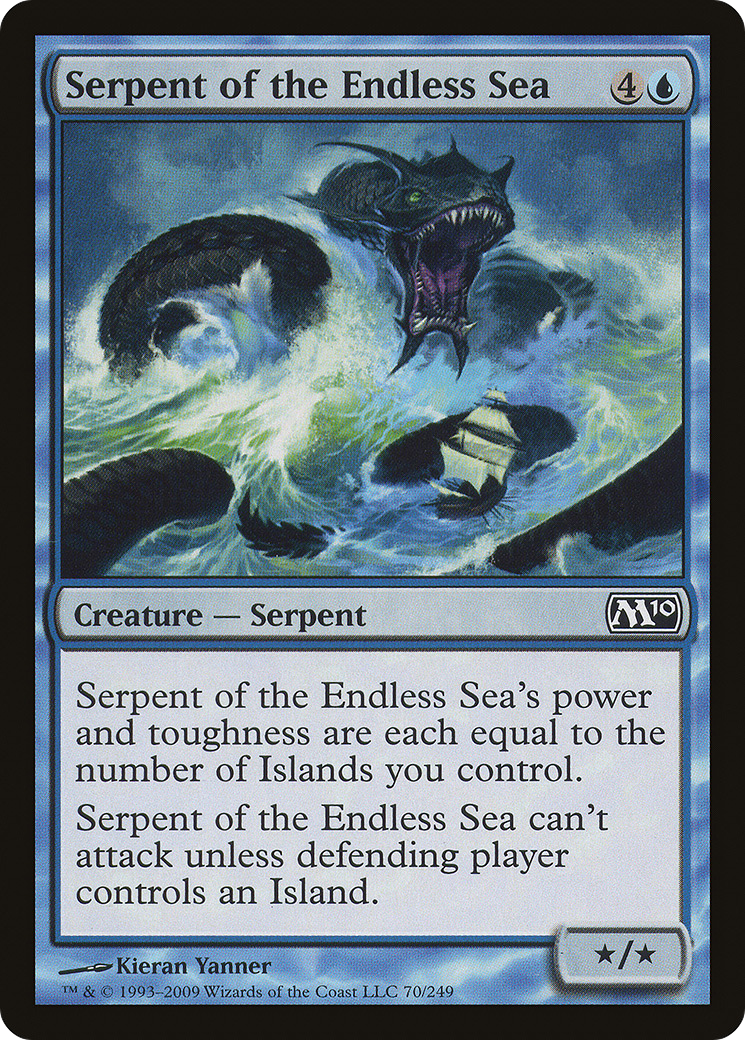 Serpent of the Endless Sea 4
Creature — Serpent M10
Serpent of the Endless Sea's power
and toughness are each equal to the
number of Islands you control.
Serpent of the Endless Sea can't
attack unless defending player
controls an Island.
★/★
Kieran Yanner
™ & © 1993–2009 Wizards of the Coast LLC 70/249